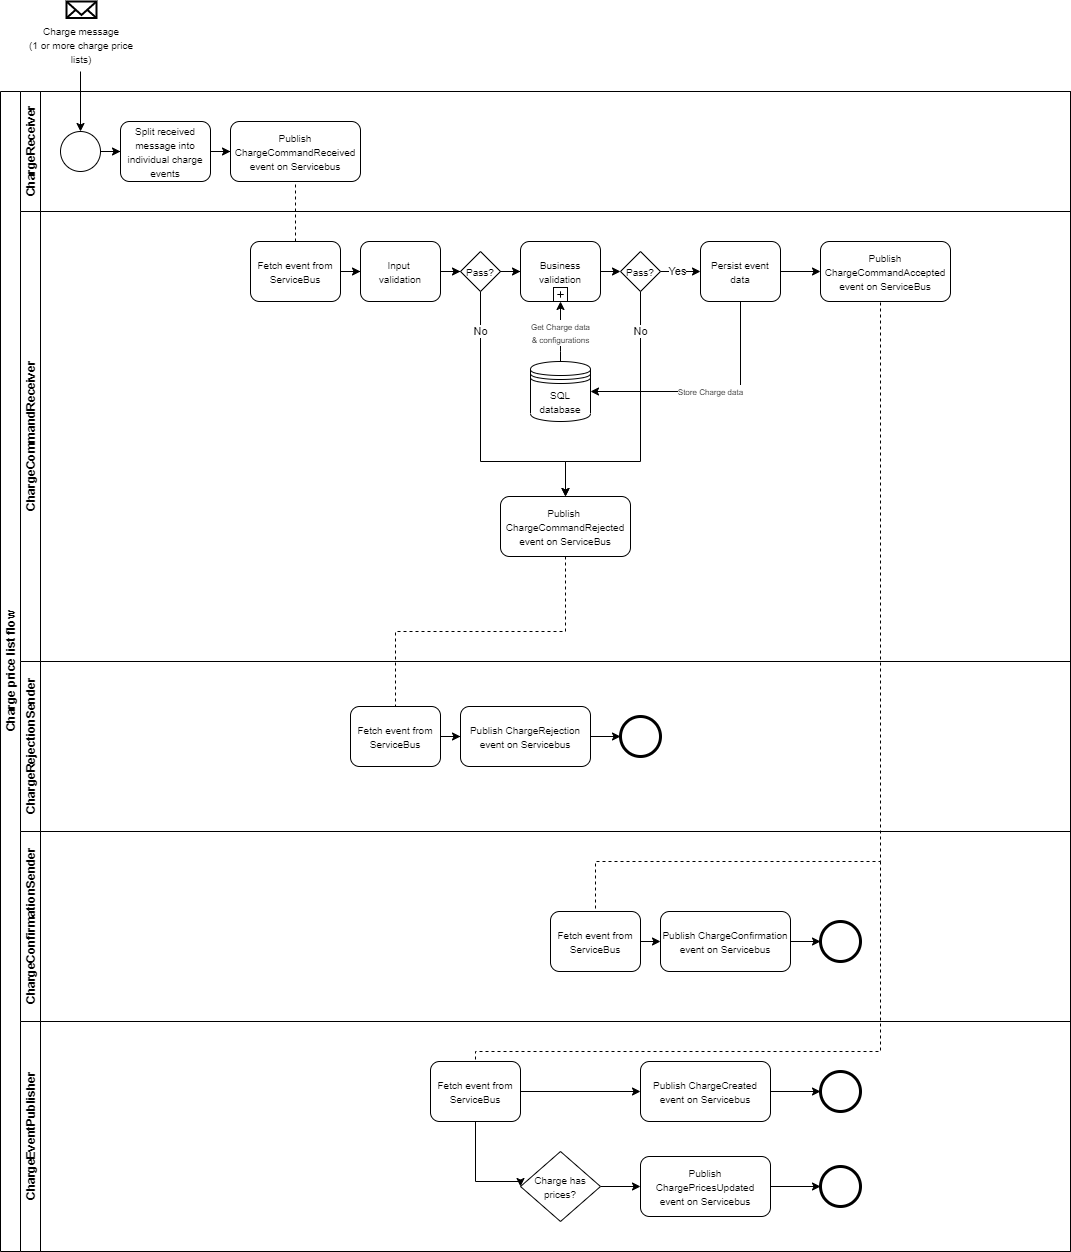 Charge message
(1 or more charge price
lists)
Charge price list flow
ChargeReceiver
Split received
message into
individual charge
events
Publish
ChargeCommandReceived
event on Servicebus
ChargeCommandReceiver
Fetch event from
ServiceBus
Input
validation
Pass?
Business
validation
Pass?
Yes
Persist event
data
Publish
ChargeCommandAccepted
event on ServiceBus
No
No
Get Charge data
& configurations
SQL
database
Store Charge data
Publish
ChargeCommandRejected
event on ServiceBus
ChargeRejectionSender
Fetch event from
ServiceBus
Publish ChargeRejection
event on Servicebus
ChargeConfirmationSender
Fetch event from
ServiceBus
Publish ChargeConfirmation
event on Servicebus
ChargeEventPublisher
Fetch event from
ServiceBus
Publish ChargeCreated
event on Servicebus
Charge has
prices?
Publish
ChargePricesUpdated
event on Servicebus